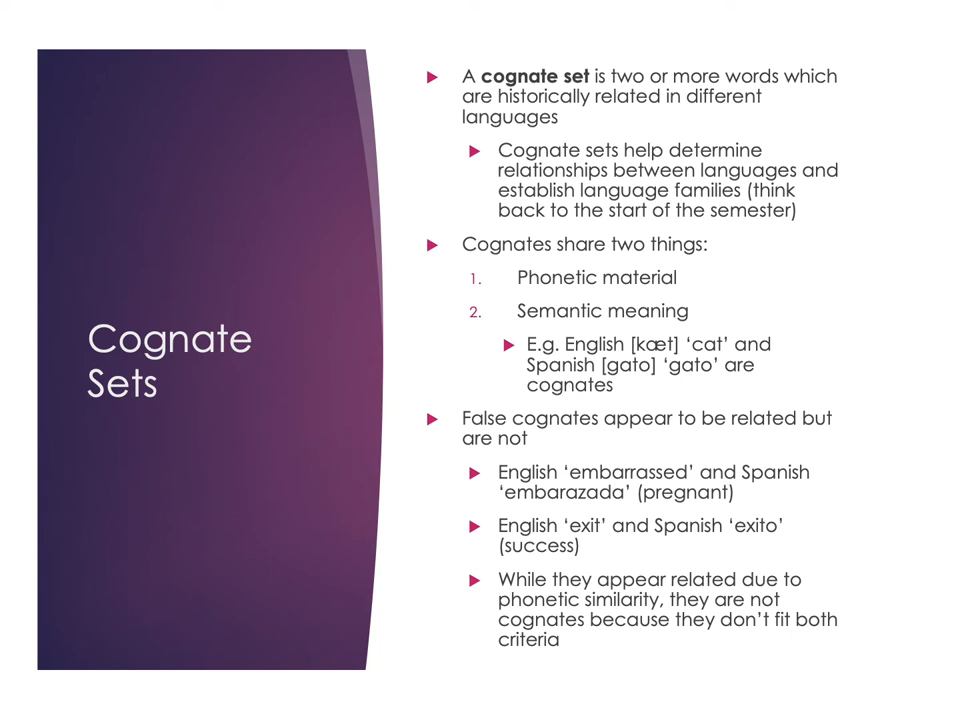 Cognate
Sets
A cognate set is two or more words which
are historically related in different
languages
Cognate sets help determine
relationships between languages and
establish language families (think
back to the start of the semester)
Cognates share two things:
1. Phonetic material
2. Semantic meaning
E.g. English [kæt] ‘cat’ and
Spanish [gato] ‘gato’ are
cognates
False cognates appear to be related but
are not
English ‘embarrassed’ and Spanish
‘embarazada’ (pregnant)
English ‘exit’ and Spanish ‘exito’
(success)
While they appear related due to
phonetic similarity, they are not
cognates because they don’t fit both
criteria